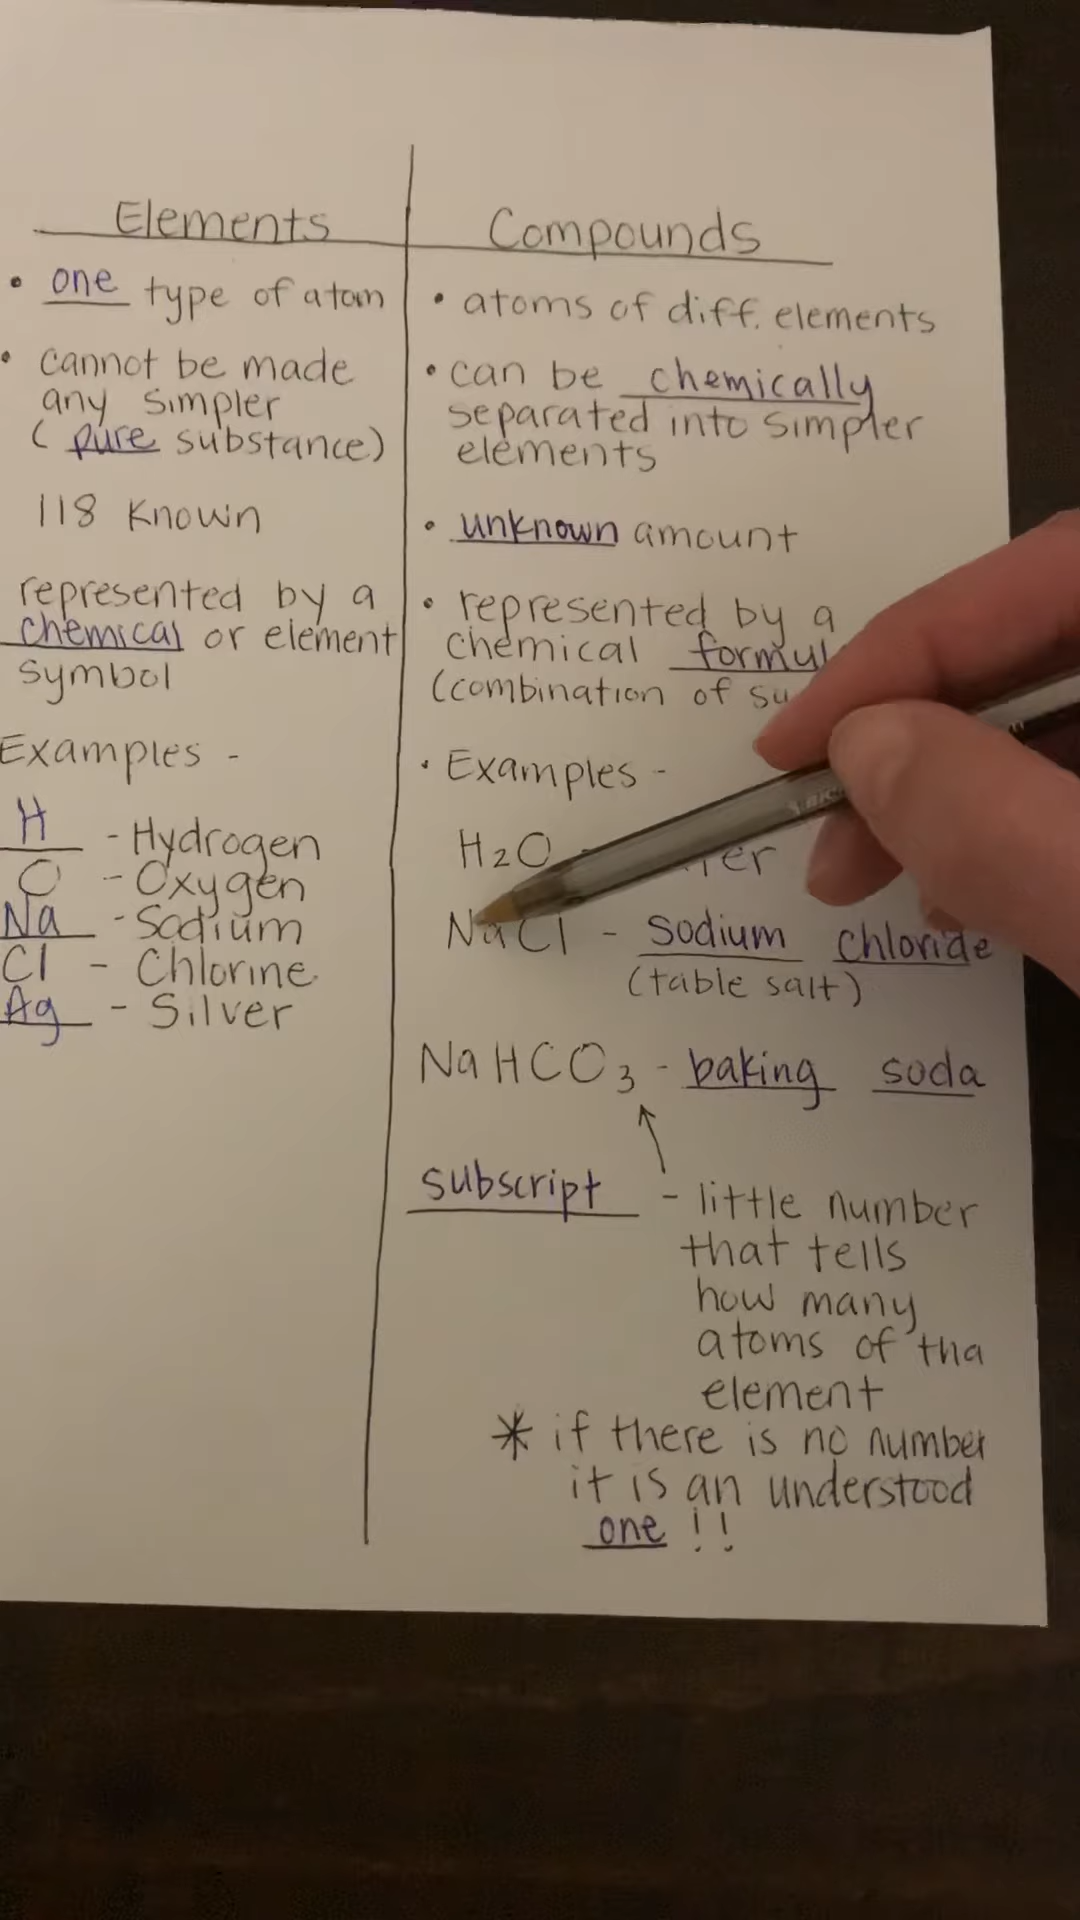 Elements
• one type of atom
• cannot be made
any simpler
(pure substance)
118 known
represented by a
chemical or element
symbol
Examples -
H - Hydrogen
O - Oxygen
Na - Sodium
Cl - Chlorine
Ag - Silver
Compounds
• atoms of diff. elements
• can be chemically
separated into simpler
elements
• unknown amount
• represented by a
chemical formul
(combination of su
• Examples -
H2O - ter
NaCl - sodium chloride
(table salt)
NaHCO3 - baking soda
subscript - little number
that tells
how many
atoms of tha
element
* if there is no number
it is an understood
one !!